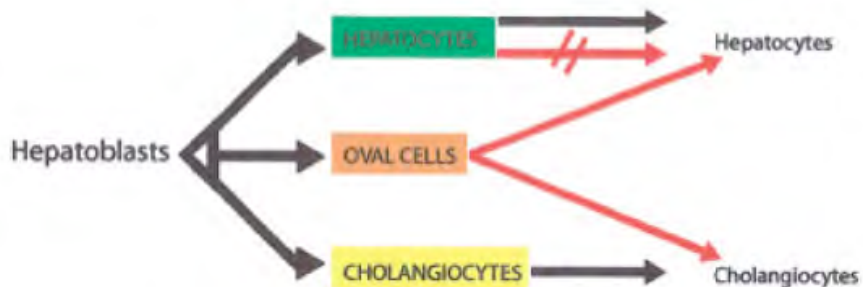 HEPATOCYTES
Hepatocytes
Hepatoblasts
OVAL CELLS
CHOLANGIOCYTES
Cholangiocytes